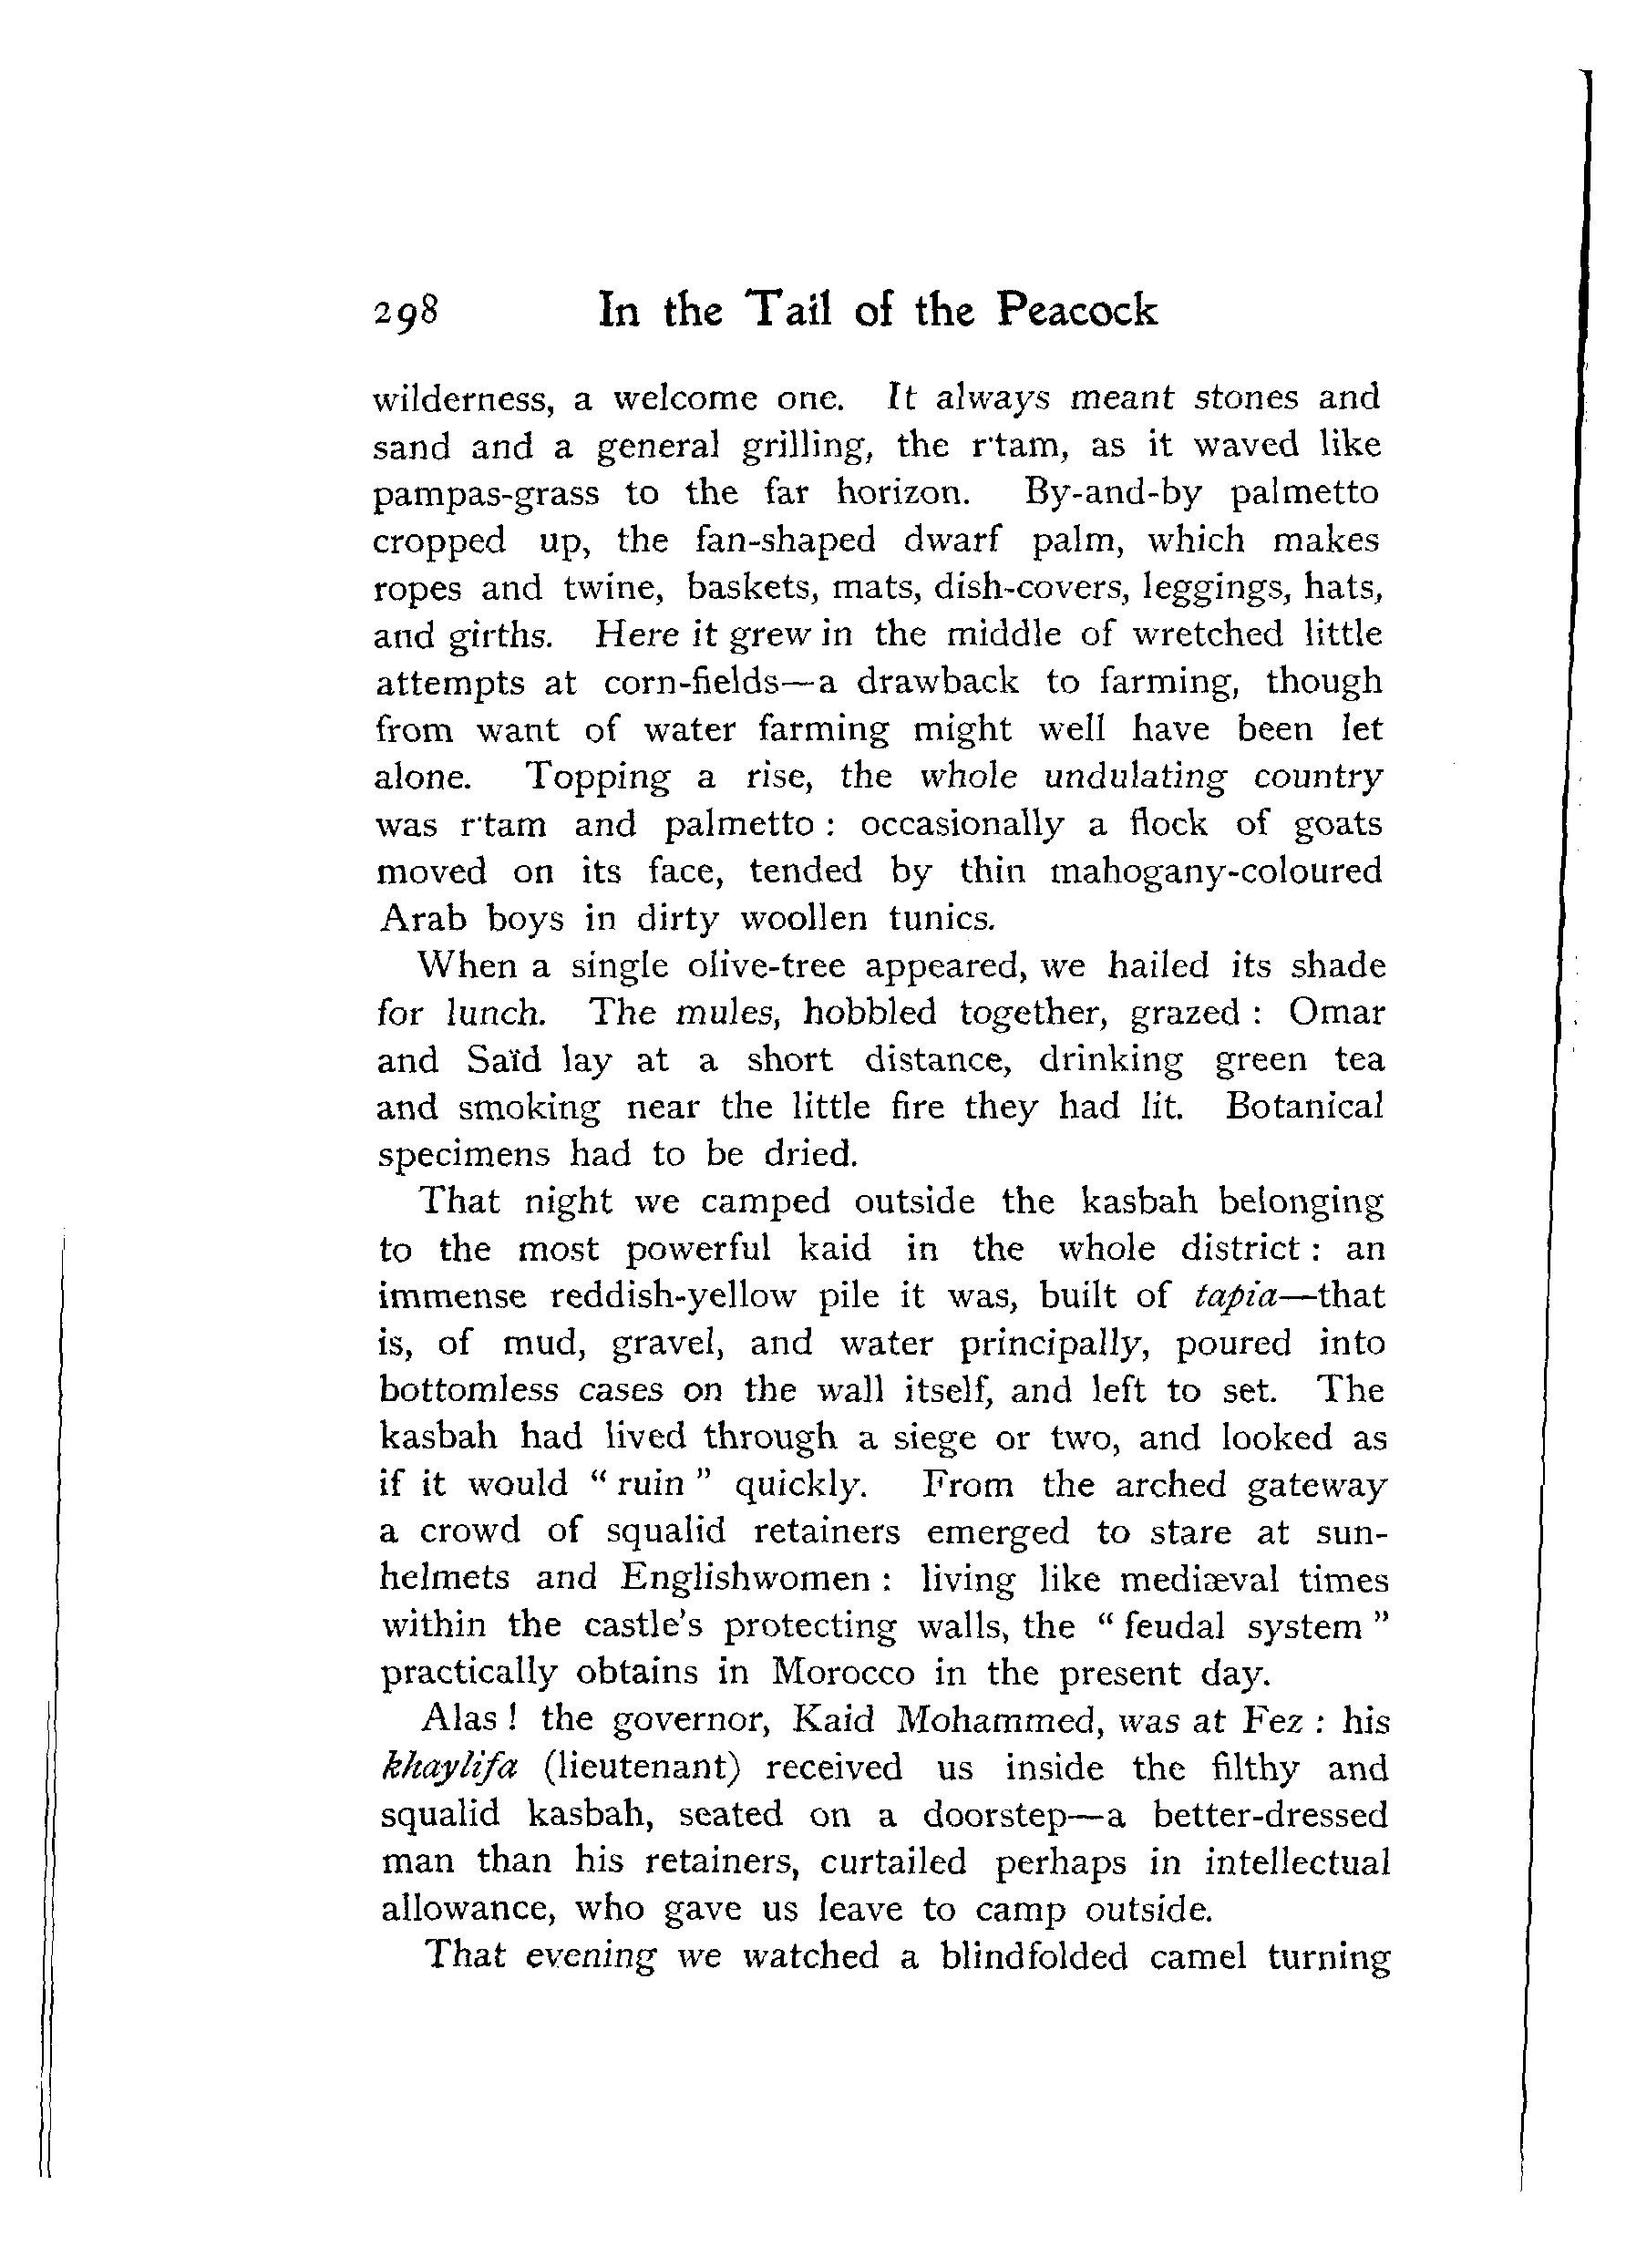 298 In the Tail of the Peacock
wilderness, a welcome one. It always meant stones and
sand and a general grilling, the r'tam, as it waved like
pampas-grass to the far horizon. By-and-by palmetto
cropped up, the fan-shaped dwarf palm, which makes
ropes and twine, baskets, mats, dish-covers, leggings, hats,
and girths. Here it grew in the middle of wretched little
attempts at corn-fields—a drawback to farming, though
from want of water farming might well have been let
alone. Topping a rise, the whole undulating country
was r'tam and palmetto : occasionally a flock of goats
moved on its face, tended by thin mahogany-coloured
Arab boys in dirty woollen tunics.
When a single olive-tree appeared, we hailed its shade
for lunch. The mules, hobbled together, grazed : Omar
and Saïd lay at a short distance, drinking green tea
and smoking near the little fire they had lit. Botanical
specimens had to be dried.
That night we camped outside the kasbah belonging
to the most powerful kaid in the whole district : an
immense reddish-yellow pile it was, built of tapia—that
is, of mud, gravel, and water principally, poured into
bottomless cases on the wall itself, and left to set. The
kasbah had lived through a siege or two, and looked as
if it would “ ruin ” quickly. From the arched gateway
a crowd of squalid retainers emerged to stare at sun-
helmets and Englishwomen : living like mediæval times
within the castle's protecting walls, the “ feudal system ”
practically obtains in Morocco in the present day.
Alas ! the governor, Kaid Mohammed, was at Fez : his
khaylifa (lieutenant) received us inside the filthy and
squalid kasbah, seated on a doorstep—a better-dressed
man than his retainers, curtailed perhaps in intellectual
allowance, who gave us leave to camp outside.
That evening we watched a blindfolded camel turning